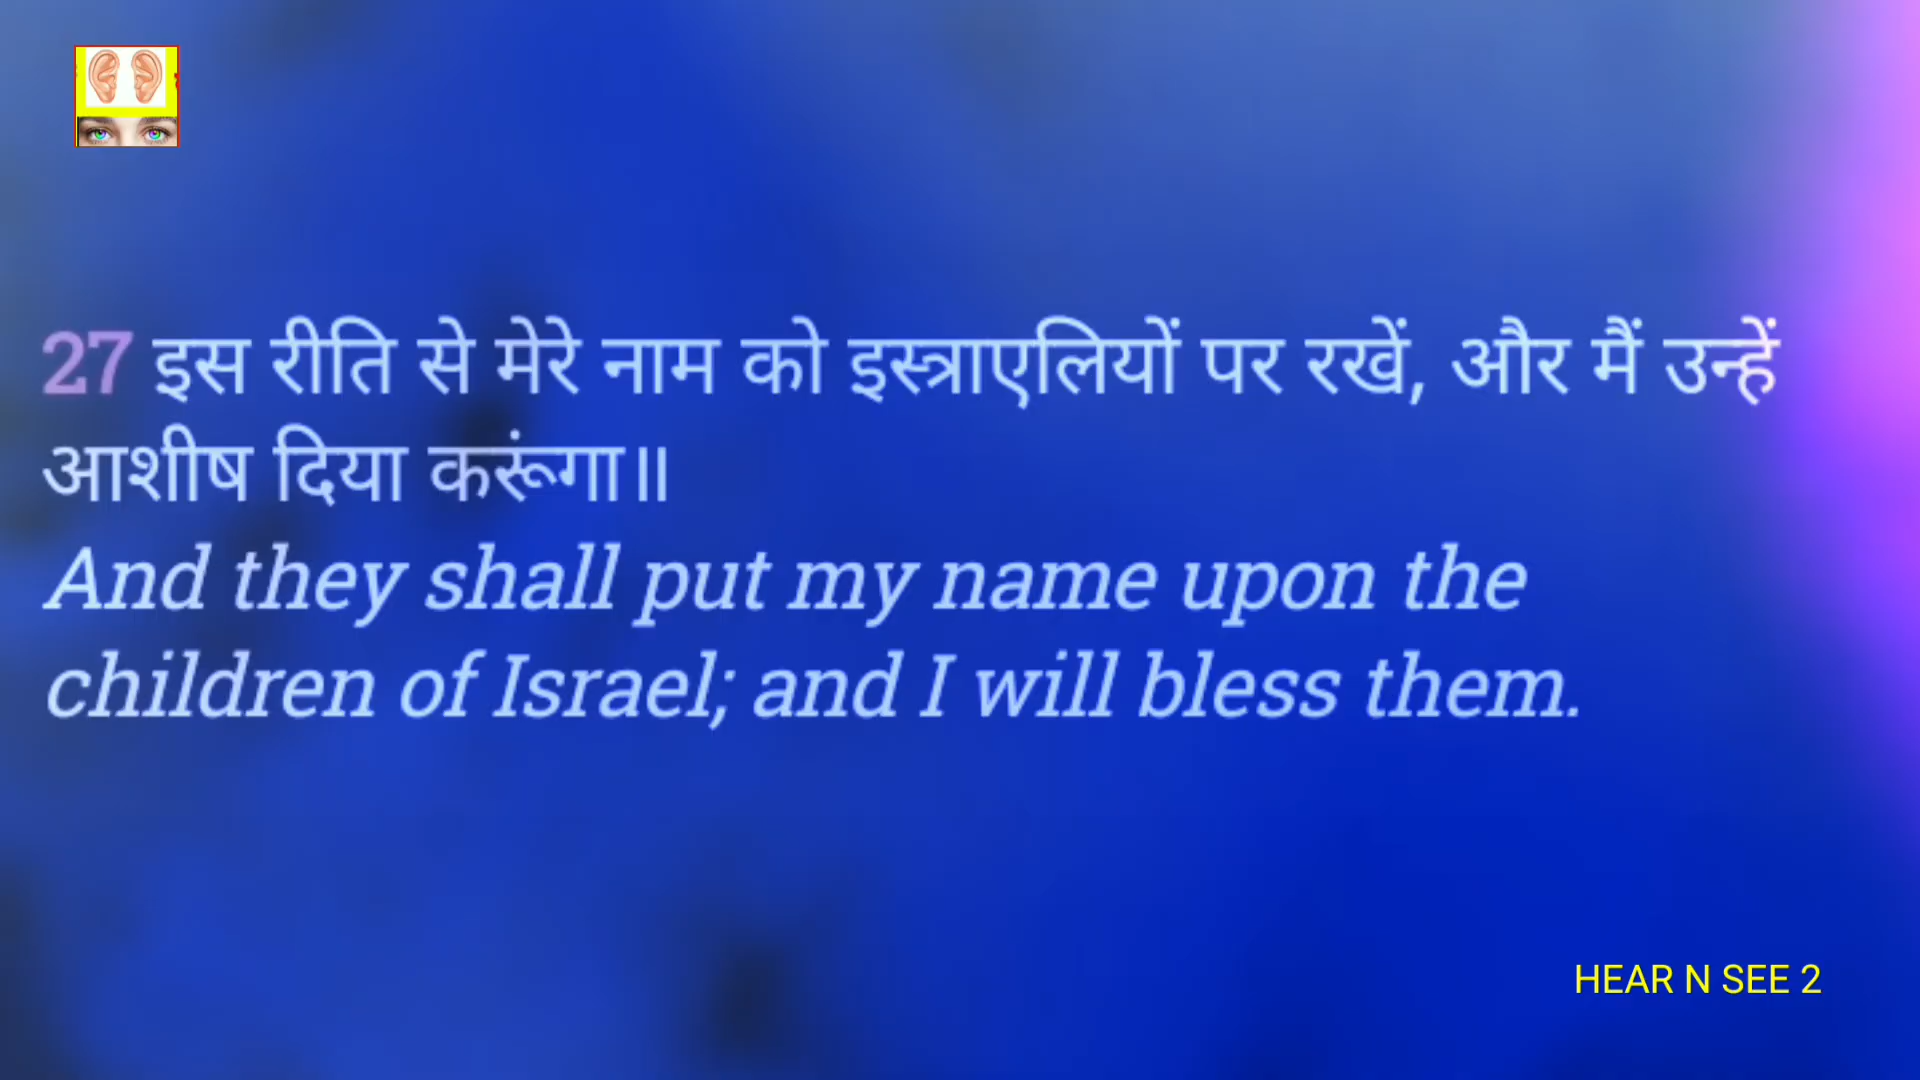 27 इस रीति से मेरे नाम को इस्त्राएलियों पर रखें, और मैं उन्हें
आशीष दिया करूंगा॥
And they shall put my name upon the
children of Israel; and I will bless them.
HEAR N SEE 2